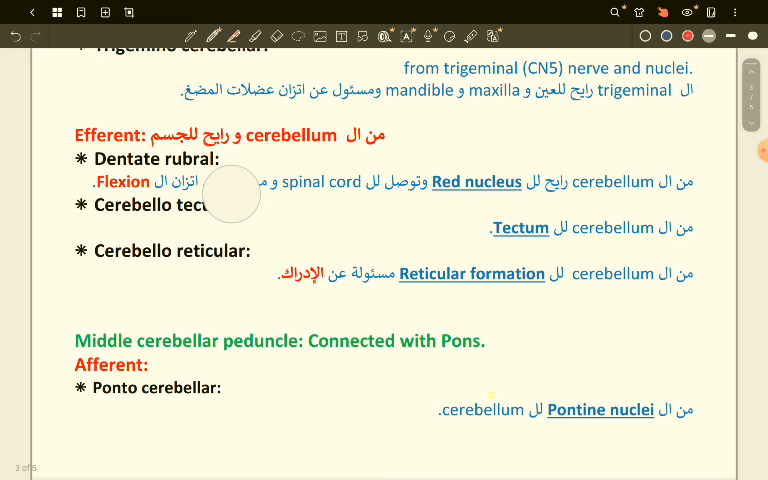 Trigemino cerebellar:
from trigeminal (CN5) nerve and nuclei.
ال trigeminal رايح للعين و maxilla و mandible ومسئول عن اتزان عضلات المضغ.
Efferent: من ال cerebellum و رايح للجسم
✳ Dentate rubral:
من ال cerebellum رايح لل Red nucleus وتوصل لل spinal cord و اتزان ال Flexion.
✳ Cerebello
من ال cerebellum لل Tectum.
✳ Cerebello reticular:
من ال cerebellum لل Reticular formation مسئولة عن الإدراك.
Middle cerebellar peduncle: Connected with Pons.
Afferent:
✳ Ponto cerebellar:
من ال Pontine nuclei لل cerebellum.
3 of 5
3
/
5